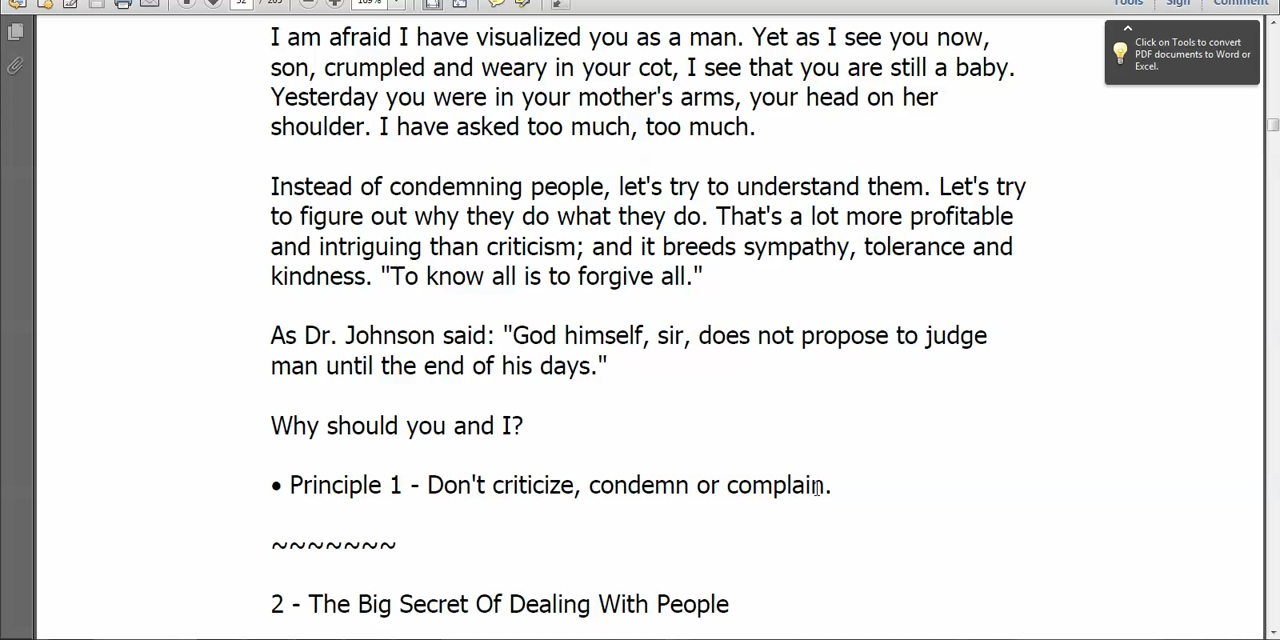 Tools Sign Comment
Click on Tools to convert
PDF documents to Word or
Excel.
I am afraid I have visualized you as a man. Yet as I see you now,
son, crumpled and weary in your cot, I see that you are still a baby.
Yesterday you were in your mother's arms, your head on her
shoulder. I have asked too much, too much.
Instead of condemning people, let's try to understand them. Let's try
to figure out why they do what they do. That's a lot more profitable
and intriguing than criticism; and it breeds sympathy, tolerance and
kindness. "To know all is to forgive all."
As Dr. Johnson said: "God himself, sir, does not propose to judge
man until the end of his days."
Why should you and I?
• Principle 1 - Don't criticize, condemn or complain.
~~~~~~~
2 - The Big Secret Of Dealing With People